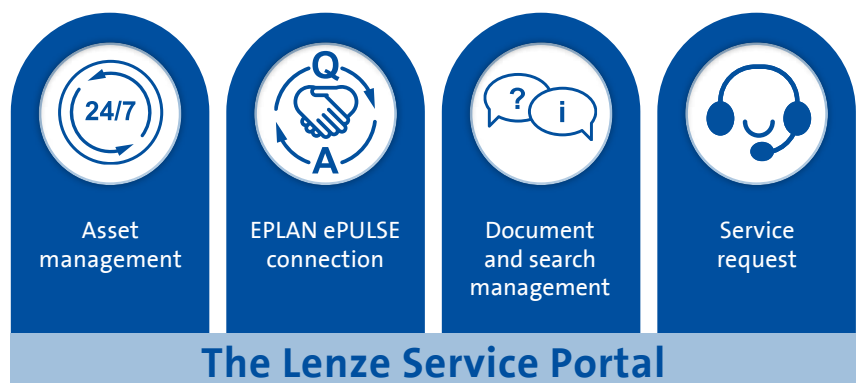 24/7
Asset
management
Q
A
EPLAN ePULSE
connection
?
i
Document
and search
management
Service
request
The Lenze Service Portal